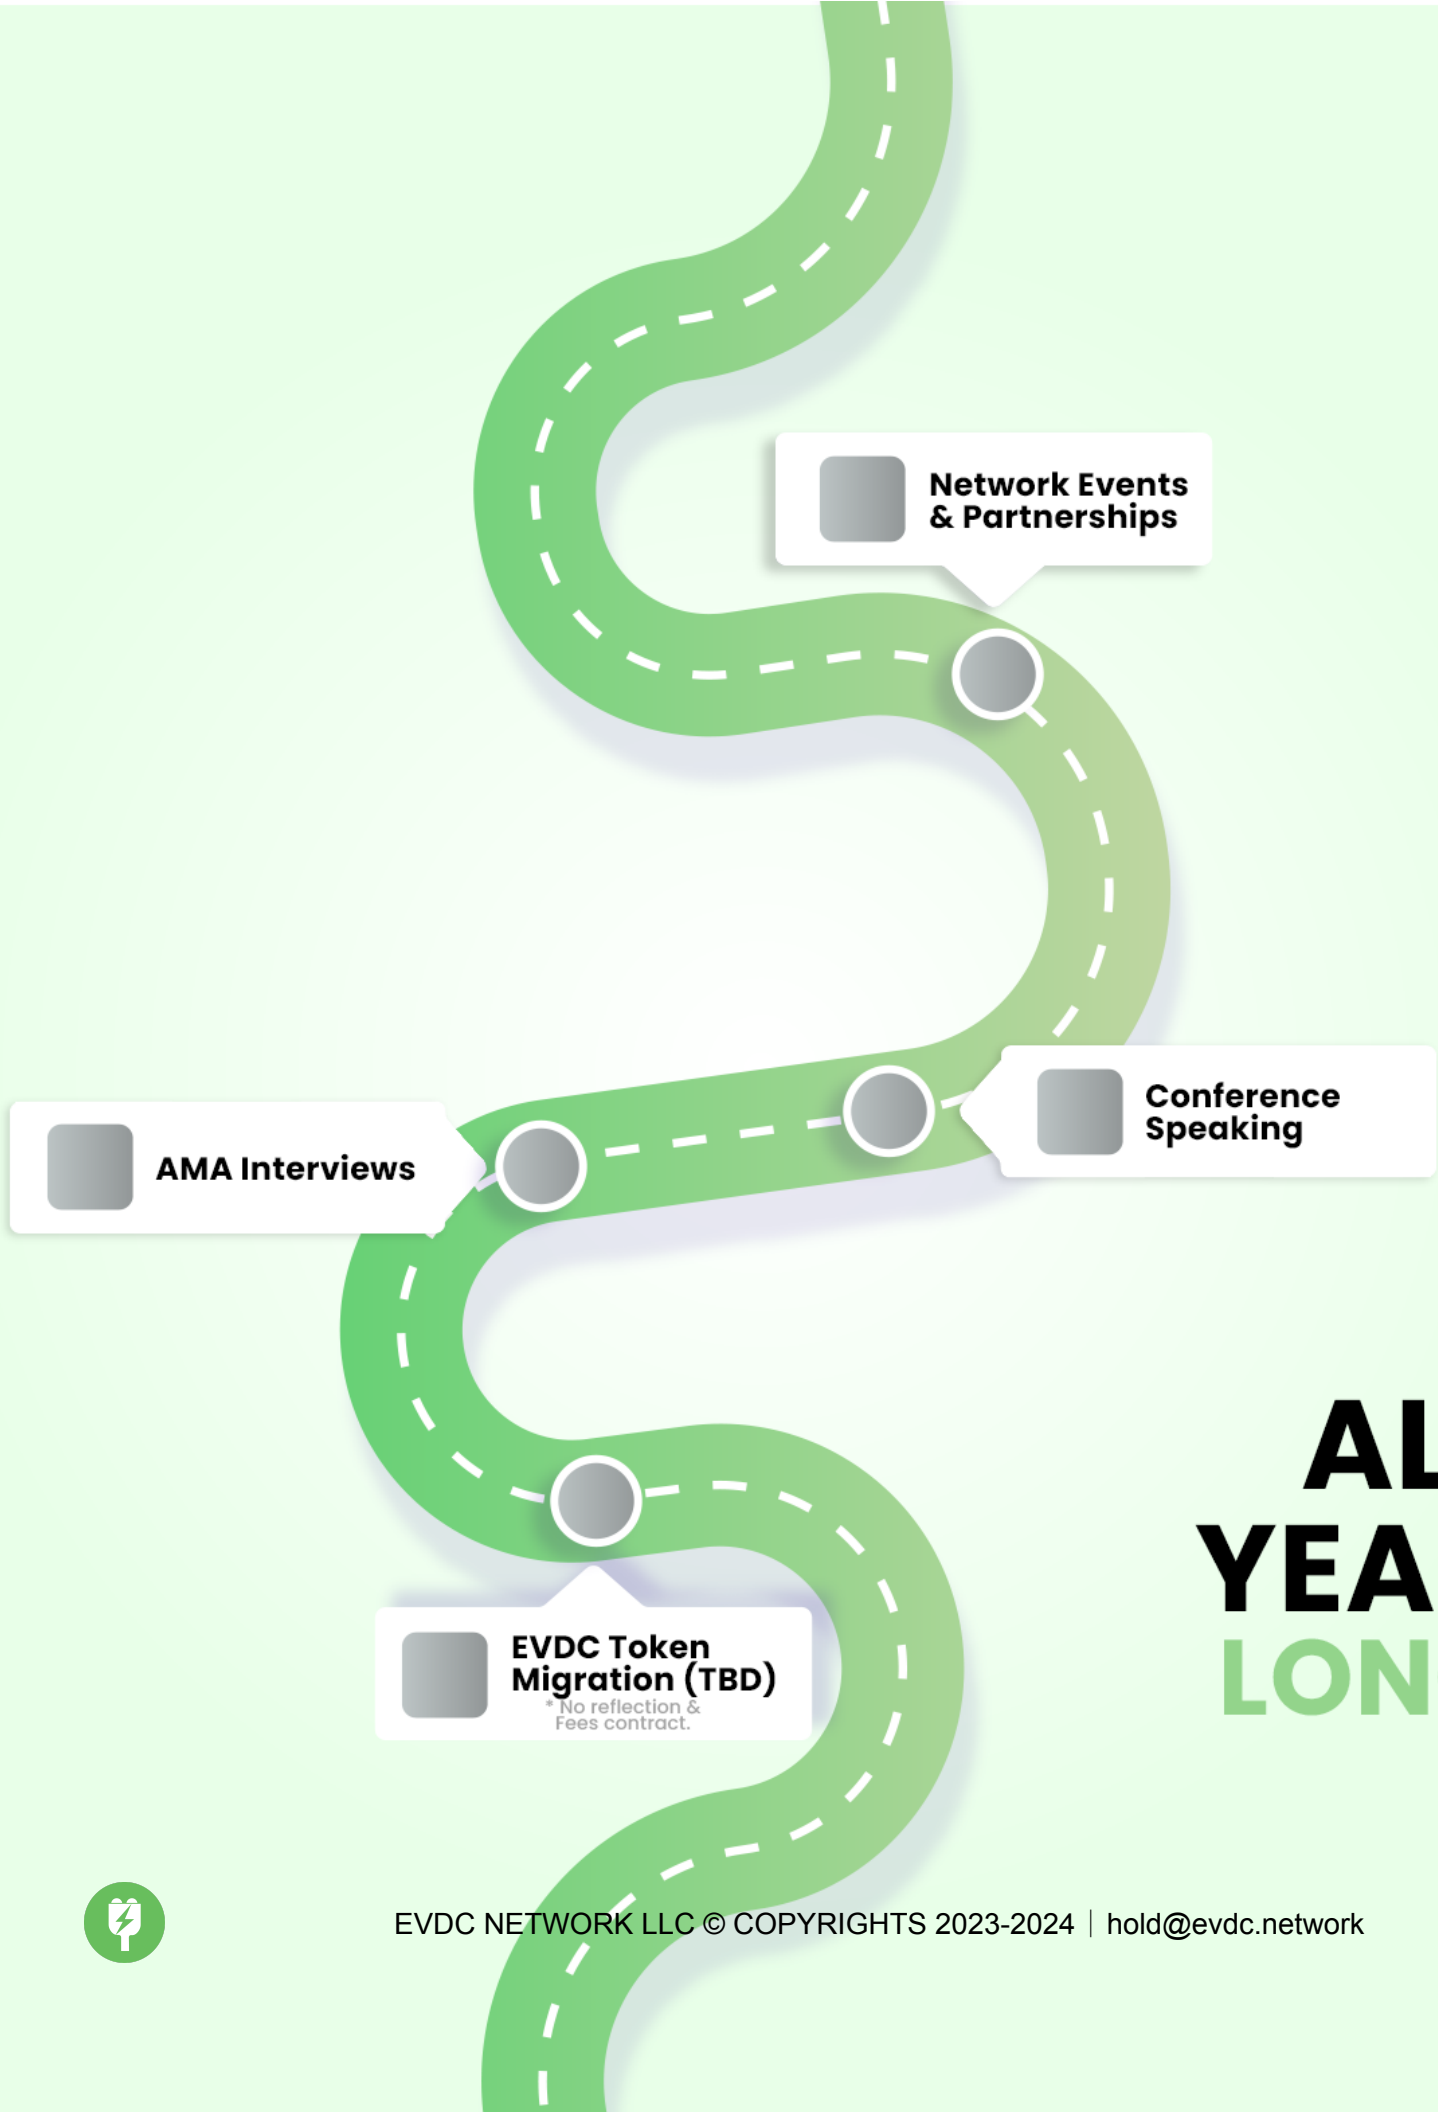 Network Events
& Partnerships
Conference
Speaking
AMA Interviews
AL
YEA
LON
EVDC Token
Migration (TBD)
* No reflection &
Fees contract.
EVDC NETWORK LLC © COPYRIGHTS 2023-2024 | hold@evdc.network